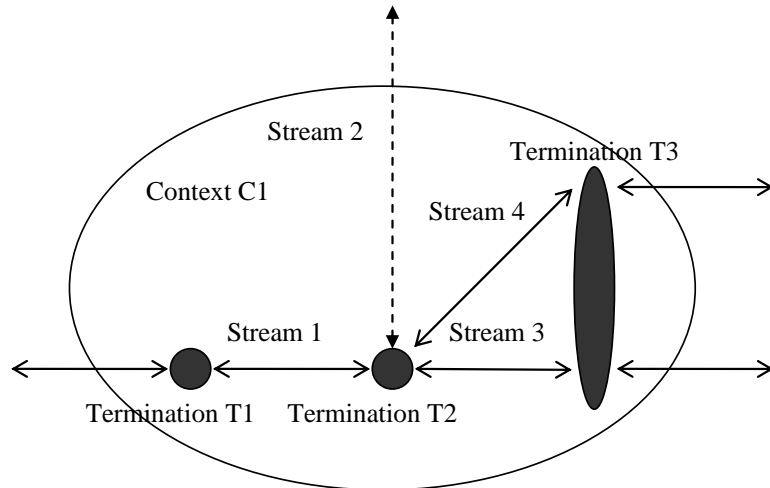 Stream 2
Termination T3
Context C1
Stream 4
Stream 1
Stream 3
Termination T1
Termination T2